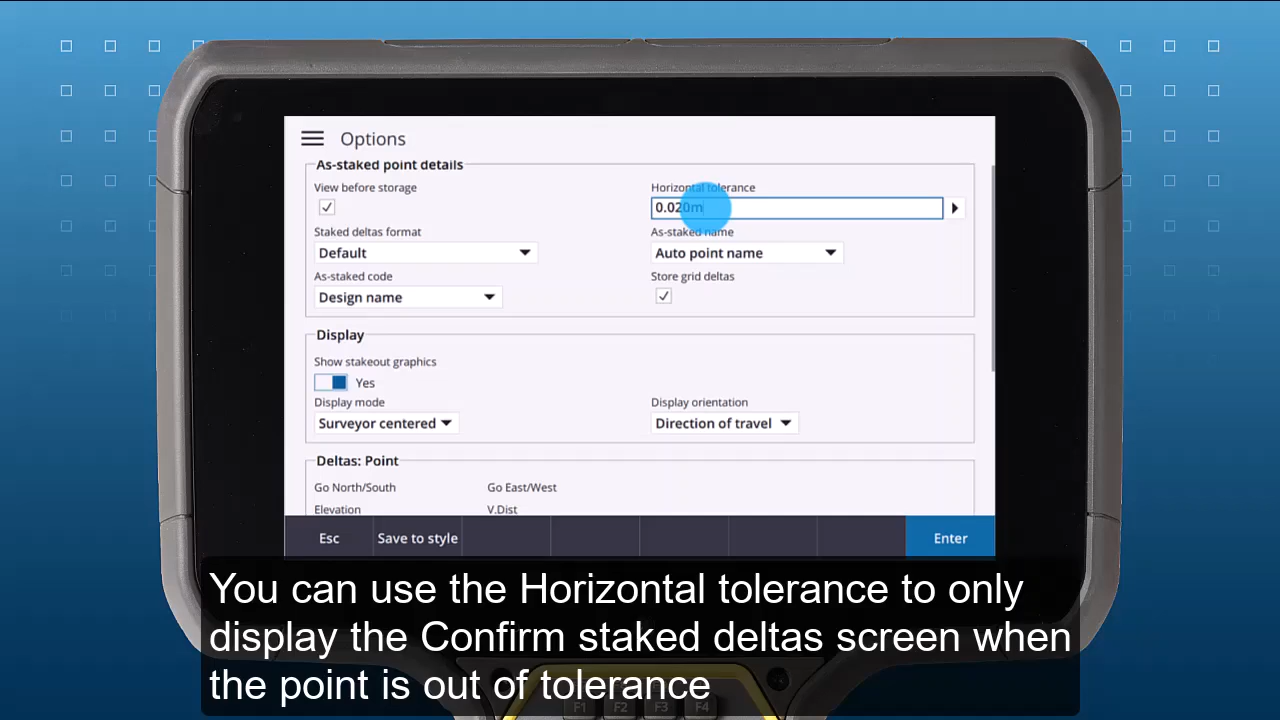 Options
As-staked point details
View before storage
Horizontal tolerance
0.020m
Staked deltas format
As-staked name
Default
Auto point name
As-staked code
Store grid deltas
Design name
Display
Show stakeout graphics
Yes
Display mode
Display orientation
Surveyor centered
Direction of travel
Deltas: Point
Go North/South
Go East/West
Elevation
V.Dist
Esc
Save to style
Enter
You can use the Horizontal tolerance to only
display the Confirm staked deltas screen when
the point is out of tolerance
F1 F2 F3 F4